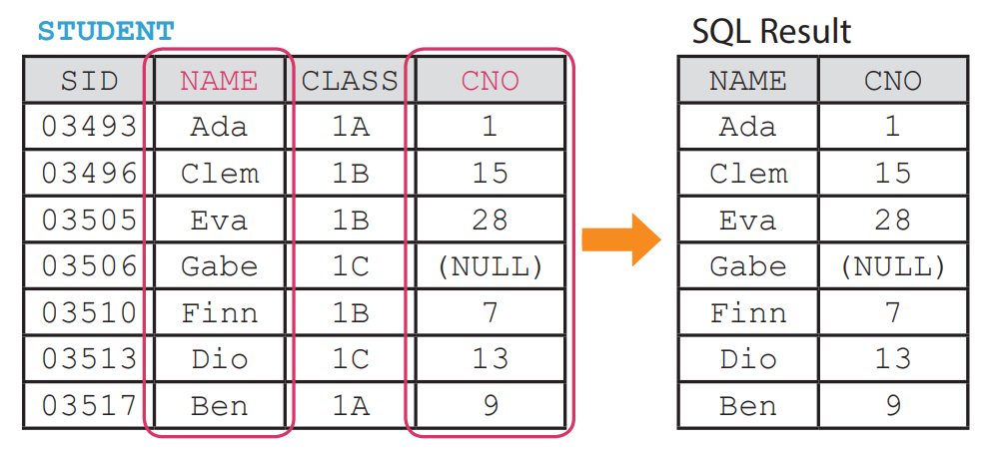 STUDENT
SID NAME CLASS CNO
03493 Ada 1A 1
03496 Clem 1B 15
03505 Eva 1B 28
03506 Gabe 1C (NULL)
03510 Finn 1B 7
03513 Dio 1C 13
03517 Ben 1A 9
SQL Result
NAME CNO
Ada 1
Clem 15
Eva 28
Gabe (NULL)
Finn 7
Dio 13
Ben 9